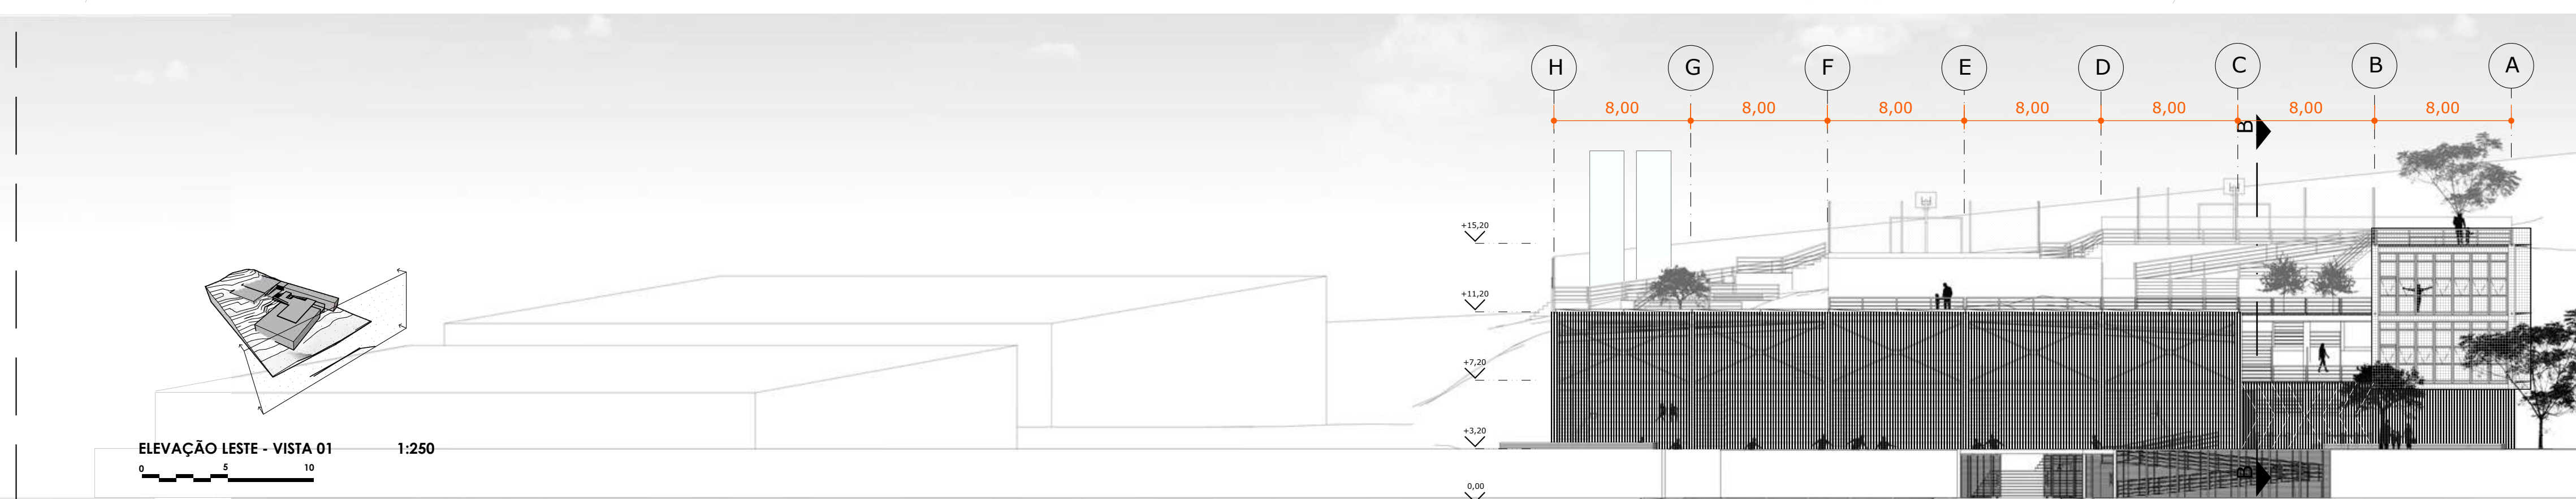 H G F E D C B A
8,00 8,00 8,00 8,00 8,00 8,00 8,00
B
+15,20
+11,20
+7,20
+3,20
0,00
B
ELEVAÇÃO LESTE - VISTA 01 1:250
0 5 10